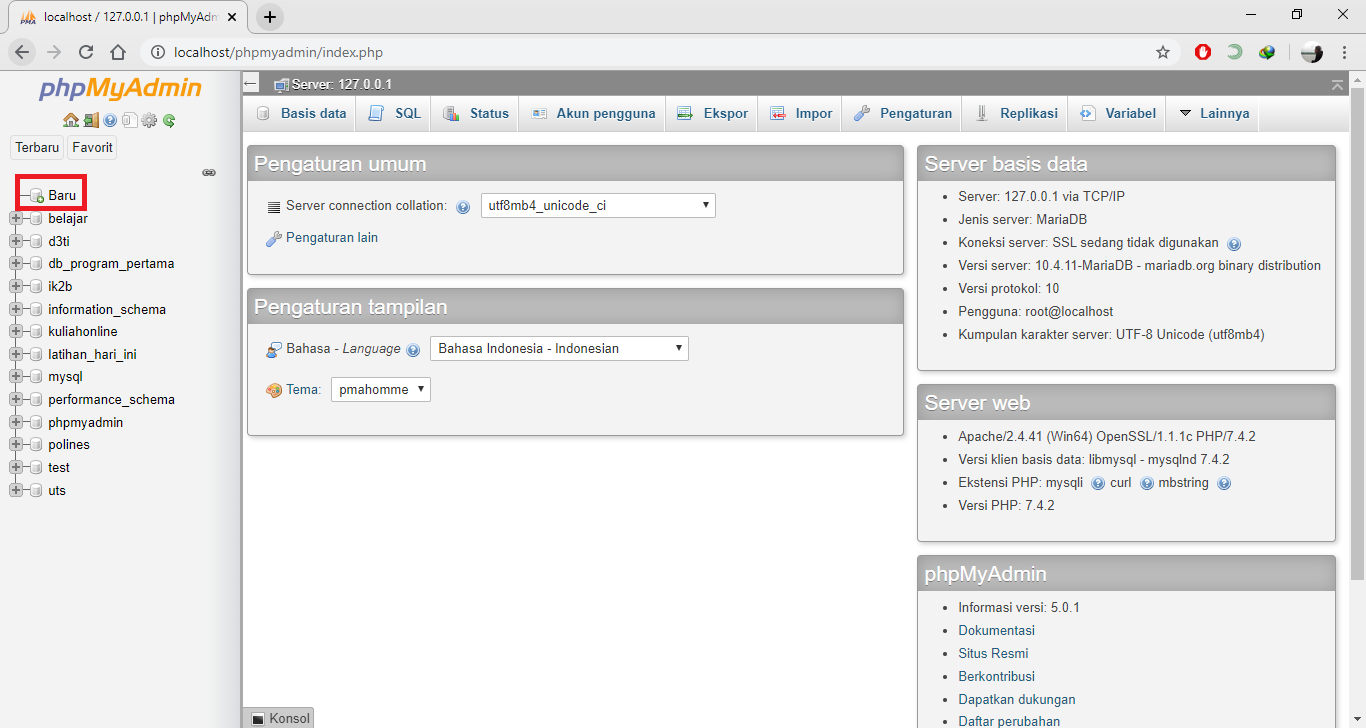 localhost / 127.0.0.1 | phpMyAdm
localhost/phpmyadmin/index.php
phpMyAdmin
Terbaru Favorit
Baru
belajar
d3ti
db_program_pertama
ik2b
information_schema
kuliahonline
latihan_hari_ini
mysql
performance_schema
phpmyadmin
polines
test
uts
Server: 127.0.0.1
Basis data SQL Status Akun pengguna Ekspor Impor Pengaturan Replikasi Variabel Lainnya
Pengaturan umum
Server connection collation: utf8mb4_unicode_ci
Pengaturan lain
Pengaturan tampilan
Bahasa - Language Bahasa Indonesia - Indonesian
Tema: pmahomme
Server basis data
Server: 127.0.0.1 via TCP/IP
Jenis server: MariaDB
Koneksi server: SSL sedang tidak digunakan
Versi server: 10.4.11-MariaDB - mariadb.org binary distribution
Versi protokol: 10
Pengguna: root@localhost
Kumpulan karakter server: UTF-8 Unicode (utf8mb4)
Server web
Apache/2.4.41 (Win64) OpenSSL/1.1.1c PHP/7.4.2
Versi klien basis data: libmysql - mysqlnd 7.4.2
Ekstensi PHP: mysqli curl mbstring
Versi PHP: 7.4.2
phpMyAdmin
Informasi versi: 5.0.1
Dokumentasi
Situs Resmi
Berkontribusi
Dapatkan dukungan
Daftar perubahan
Konsol